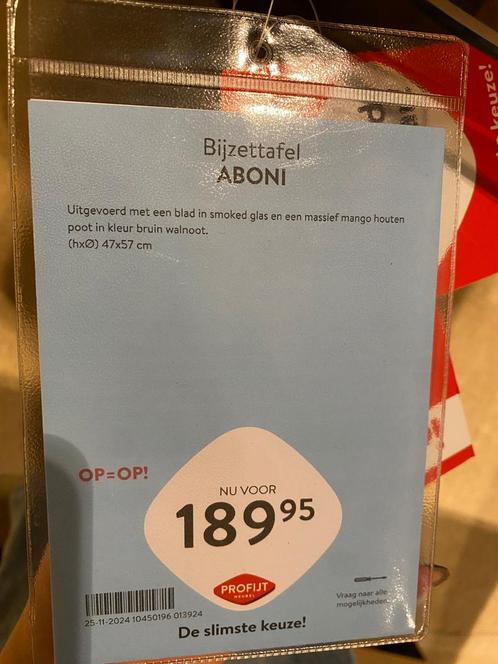 Bijzettafel
ABONI
Uitgevoerd met een blad in smoked glas en een massief mango houten
poot in kleur bruin walnoot.
(hxØ) 47x57 cm
OP=OP!
NU VOOR
189 95
PROFIJT
MEUBEL
Vraag naar alle
mogelijkheden
25-11-2024 10450196 013924
De slimste keuze!
keuze!